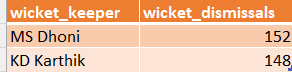 wicket_keeper wicket_dismissals
MS Dhoni 152
KD Karthik 148